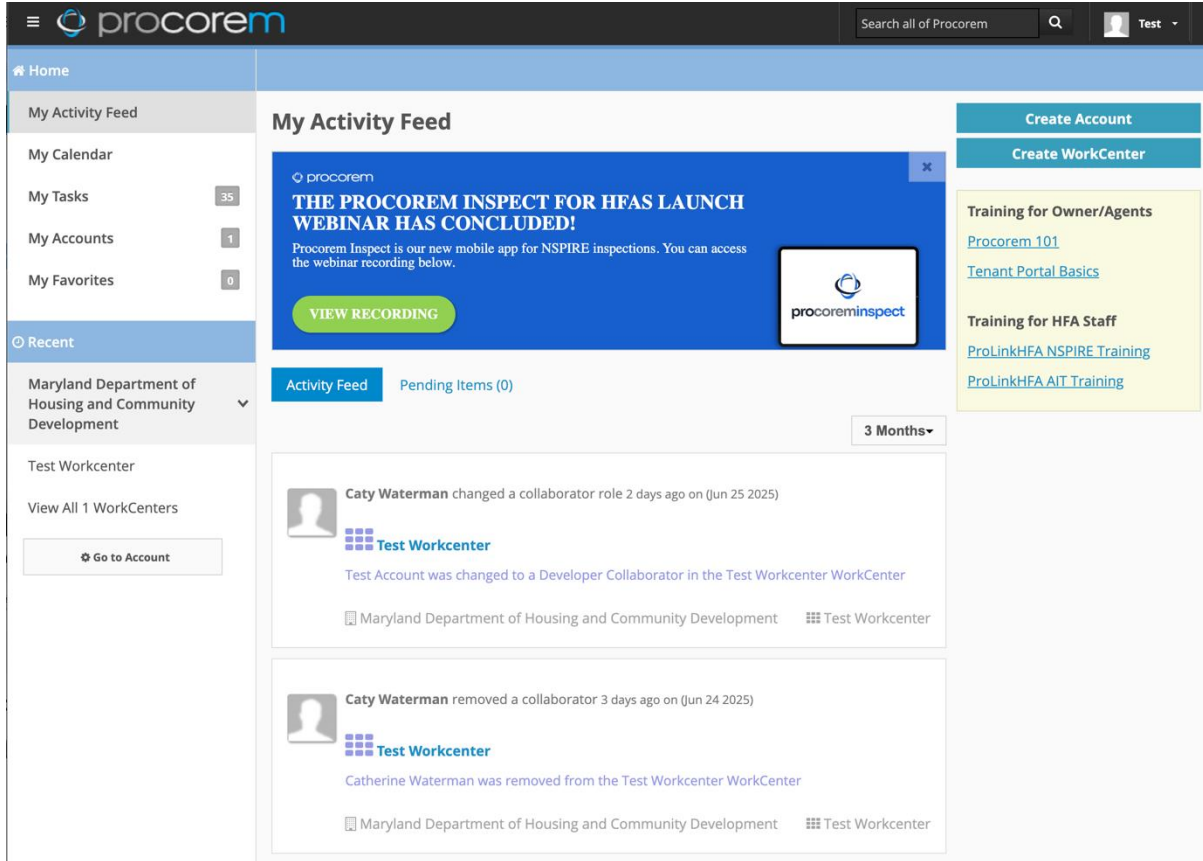 procorem
Search all of Procorem
Test
Home
My Activity Feed
My Calendar
My Tasks
35
My Accounts
1
My Favorites
0
Recent
Maryland Department of
Housing and Community
Development
Test Workcenter
View All 1 WorkCenters
Go to Account
My Activity Feed
procorem
THE PROCOREM INSPECT FOR HFAS LAUNCH
WEBINAR HAS CONCLUDED!
Procorem Inspect is our new mobile app for NSPIRE inspections. You can access
the webinar recording below.
VIEW RECORDING
procoreminspect
Activity Feed
Pending Items (0)
3 Months
Caty Waterman changed a collaborator role 2 days ago on (Jun 25 2025)
Test Workcenter
Test Account was changed to a Developer Collaborator in the Test Workcenter WorkCenter
Maryland Department of Housing and Community Development
Test Workcenter
Caty Waterman removed a collaborator 3 days ago on (Jun 24 2025)
Test Workcenter
Catherine Waterman was removed from the Test Workcenter WorkCenter
Maryland Department of Housing and Community Development
Test Workcenter
Create Account
Create WorkCenter
Training for Owner/Agents
Procorem 101
Tenant Portal Basics
Training for HFA Staff
ProLinkHFA NSPIRE Training
ProLinkHFA AIT Training